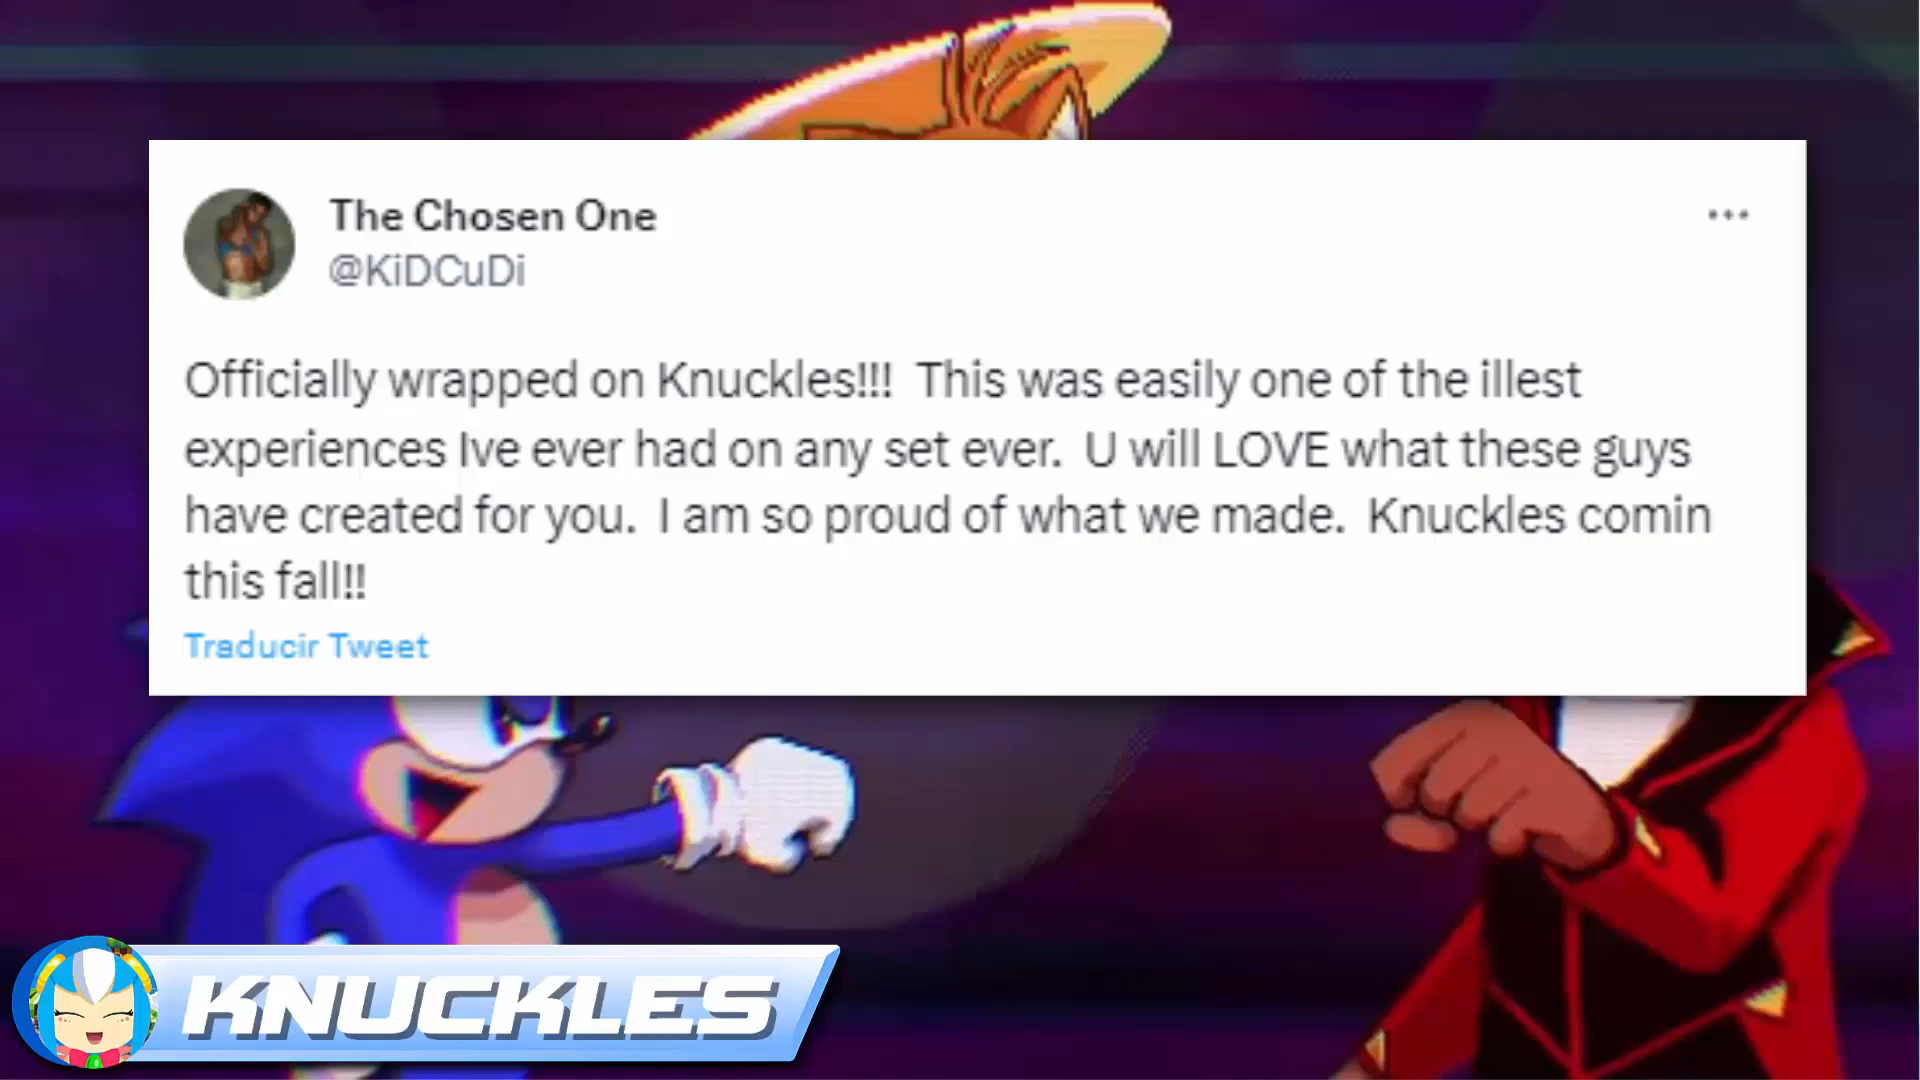 The Chosen One
@KiDCuDi
Officially wrapped on Knuckles!!! This was easily one of the illest
experiences Ive ever had on any set ever. U will LOVE what these guys
have created for you. I am so proud of what we made. Knuckles comin
this fall!!
Traducir Tweet
KNUCKLES